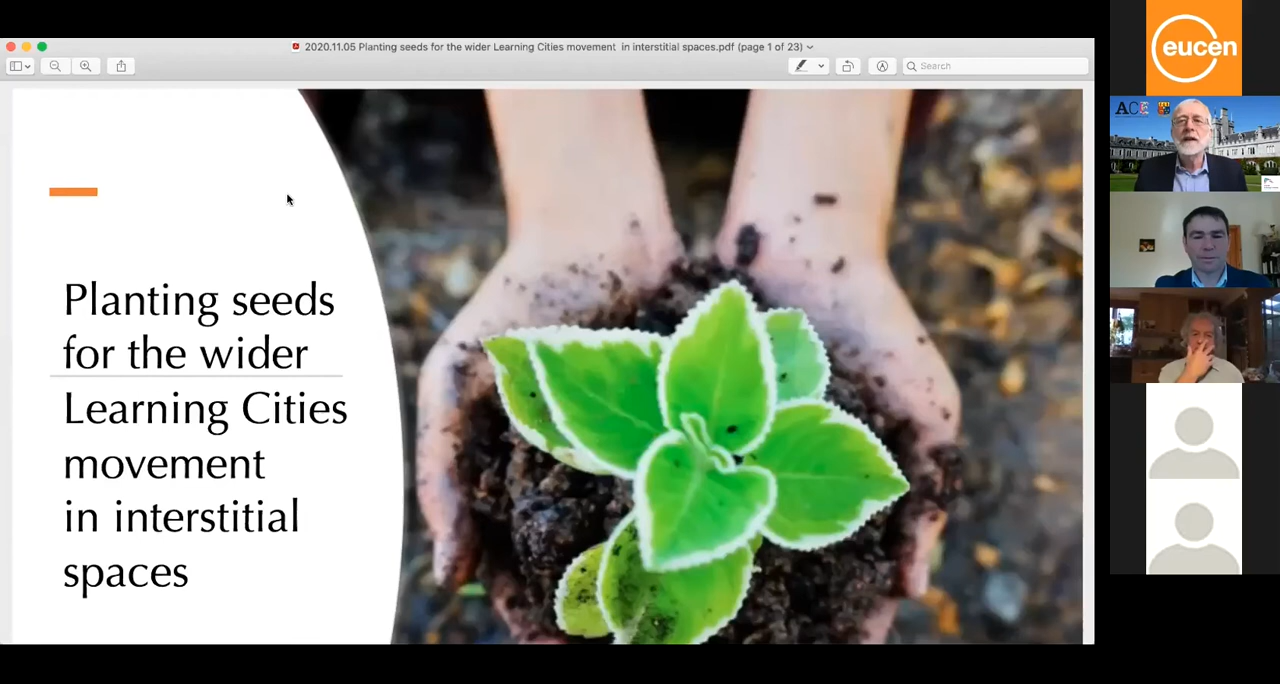 2020.11.05 Planting seeds for the wider Learning Cities movement in interstitial spaces.pdf (page 1 of 23)
Search
Planting seeds
for the wider
Learning Cities
movement
in interstitial
spaces
eucen
ACE